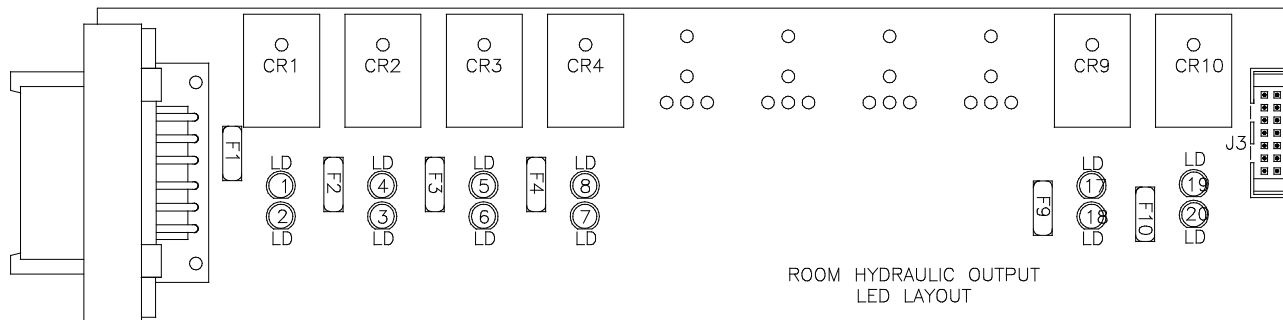 CR1 CR2 CR3 CR4 CR9 CR10
J3
F1 F2 F3 F4 F9 F10
LD LD LD LD LD LD
1 4 5 8 17 19
2 3 6 7 18 20
LD LD LD LD LD LD
ROOM HYDRAULIC OUTPUT
LED LAYOUT